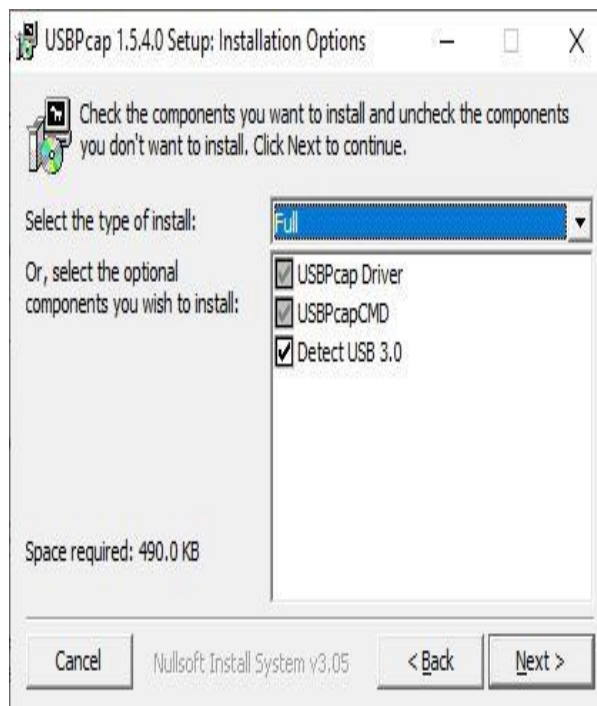 USBPcap 1.5.4.0 Setup: Installation Options
Check the components you want to install and uncheck the components
you don't want to install. Click Next to continue.
Select the type of install:
Full
Or, select the optional
components you wish to install:
USBPcap Driver
USBPcapCMD
Detect USB 3.0
Space required: 490.0 KB
Cancel
Nullsoft Install System v3.05
< Back
Next >